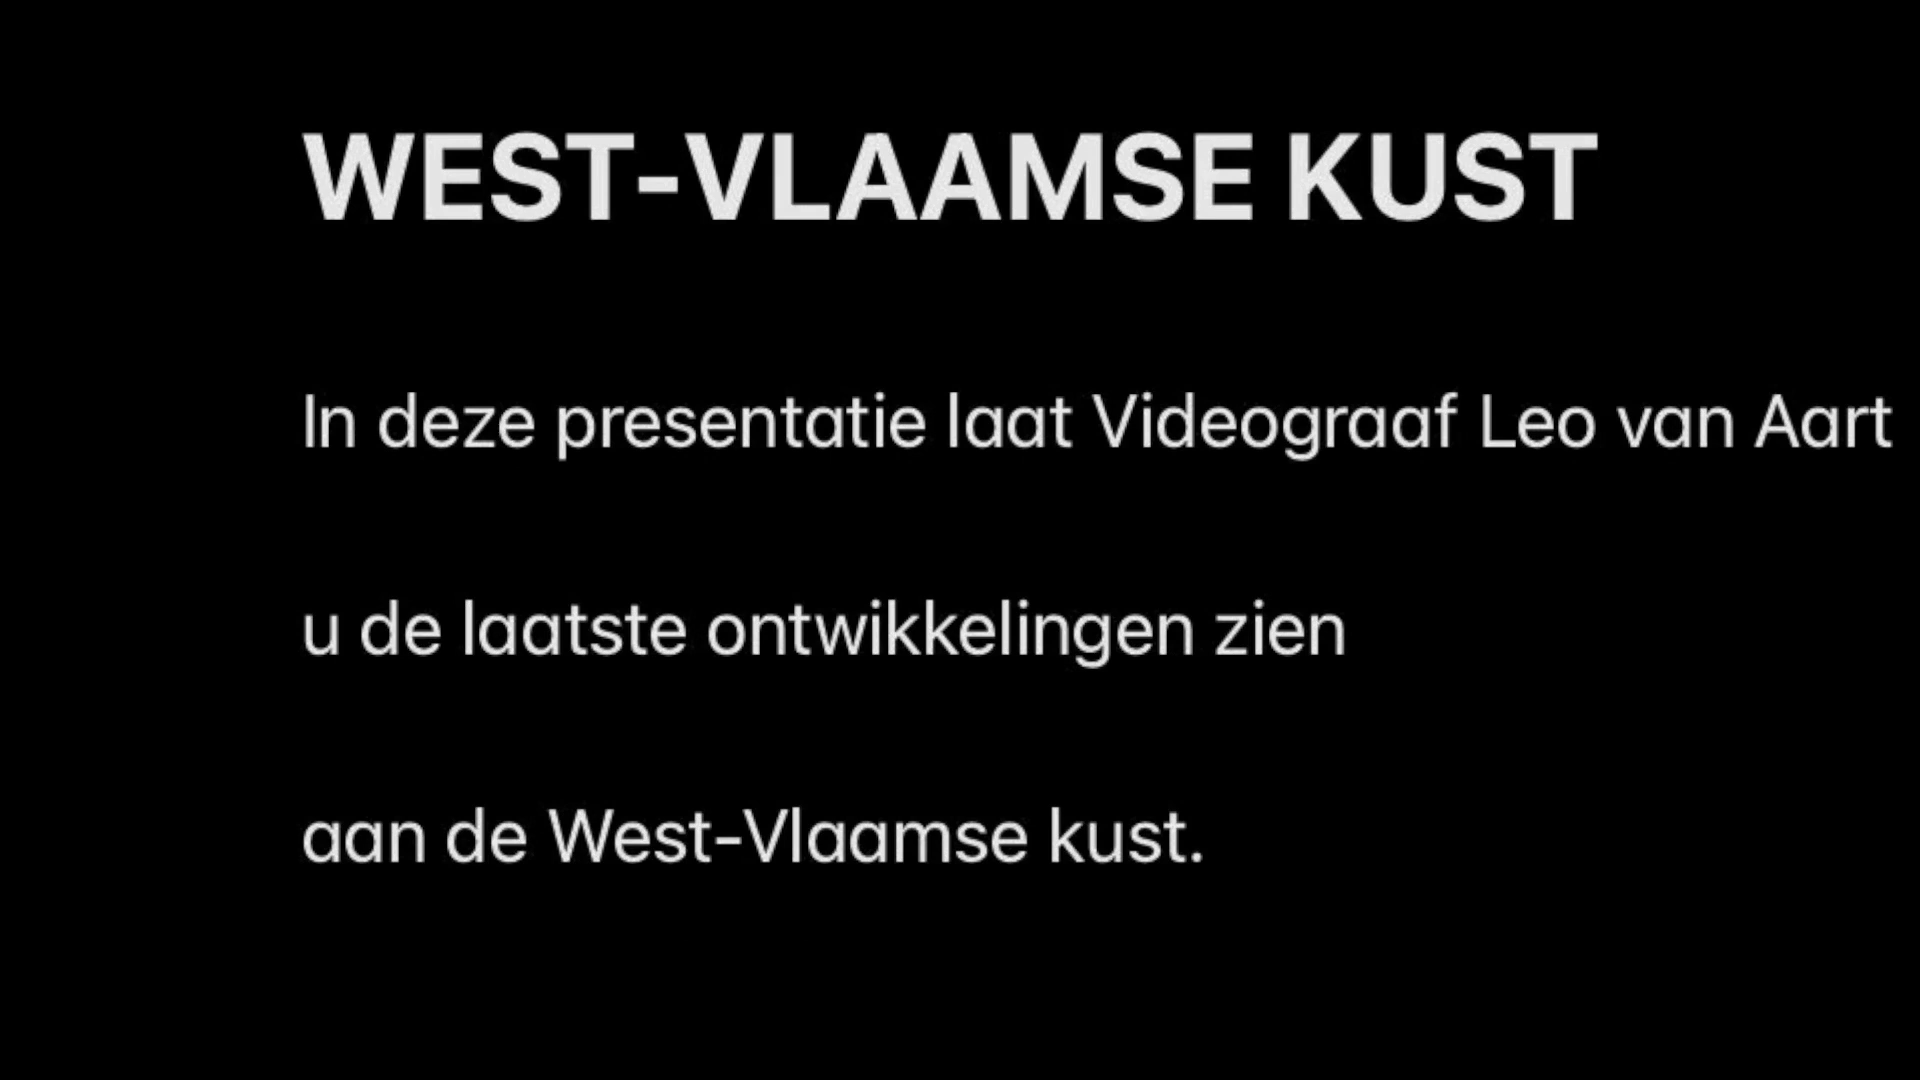 WEST-VLAAMSE KUST
In deze presentatie laat Videograaf Leo van Aart
u de laatste ontwikkelingen zien
aan de West-Vlaamse kust.